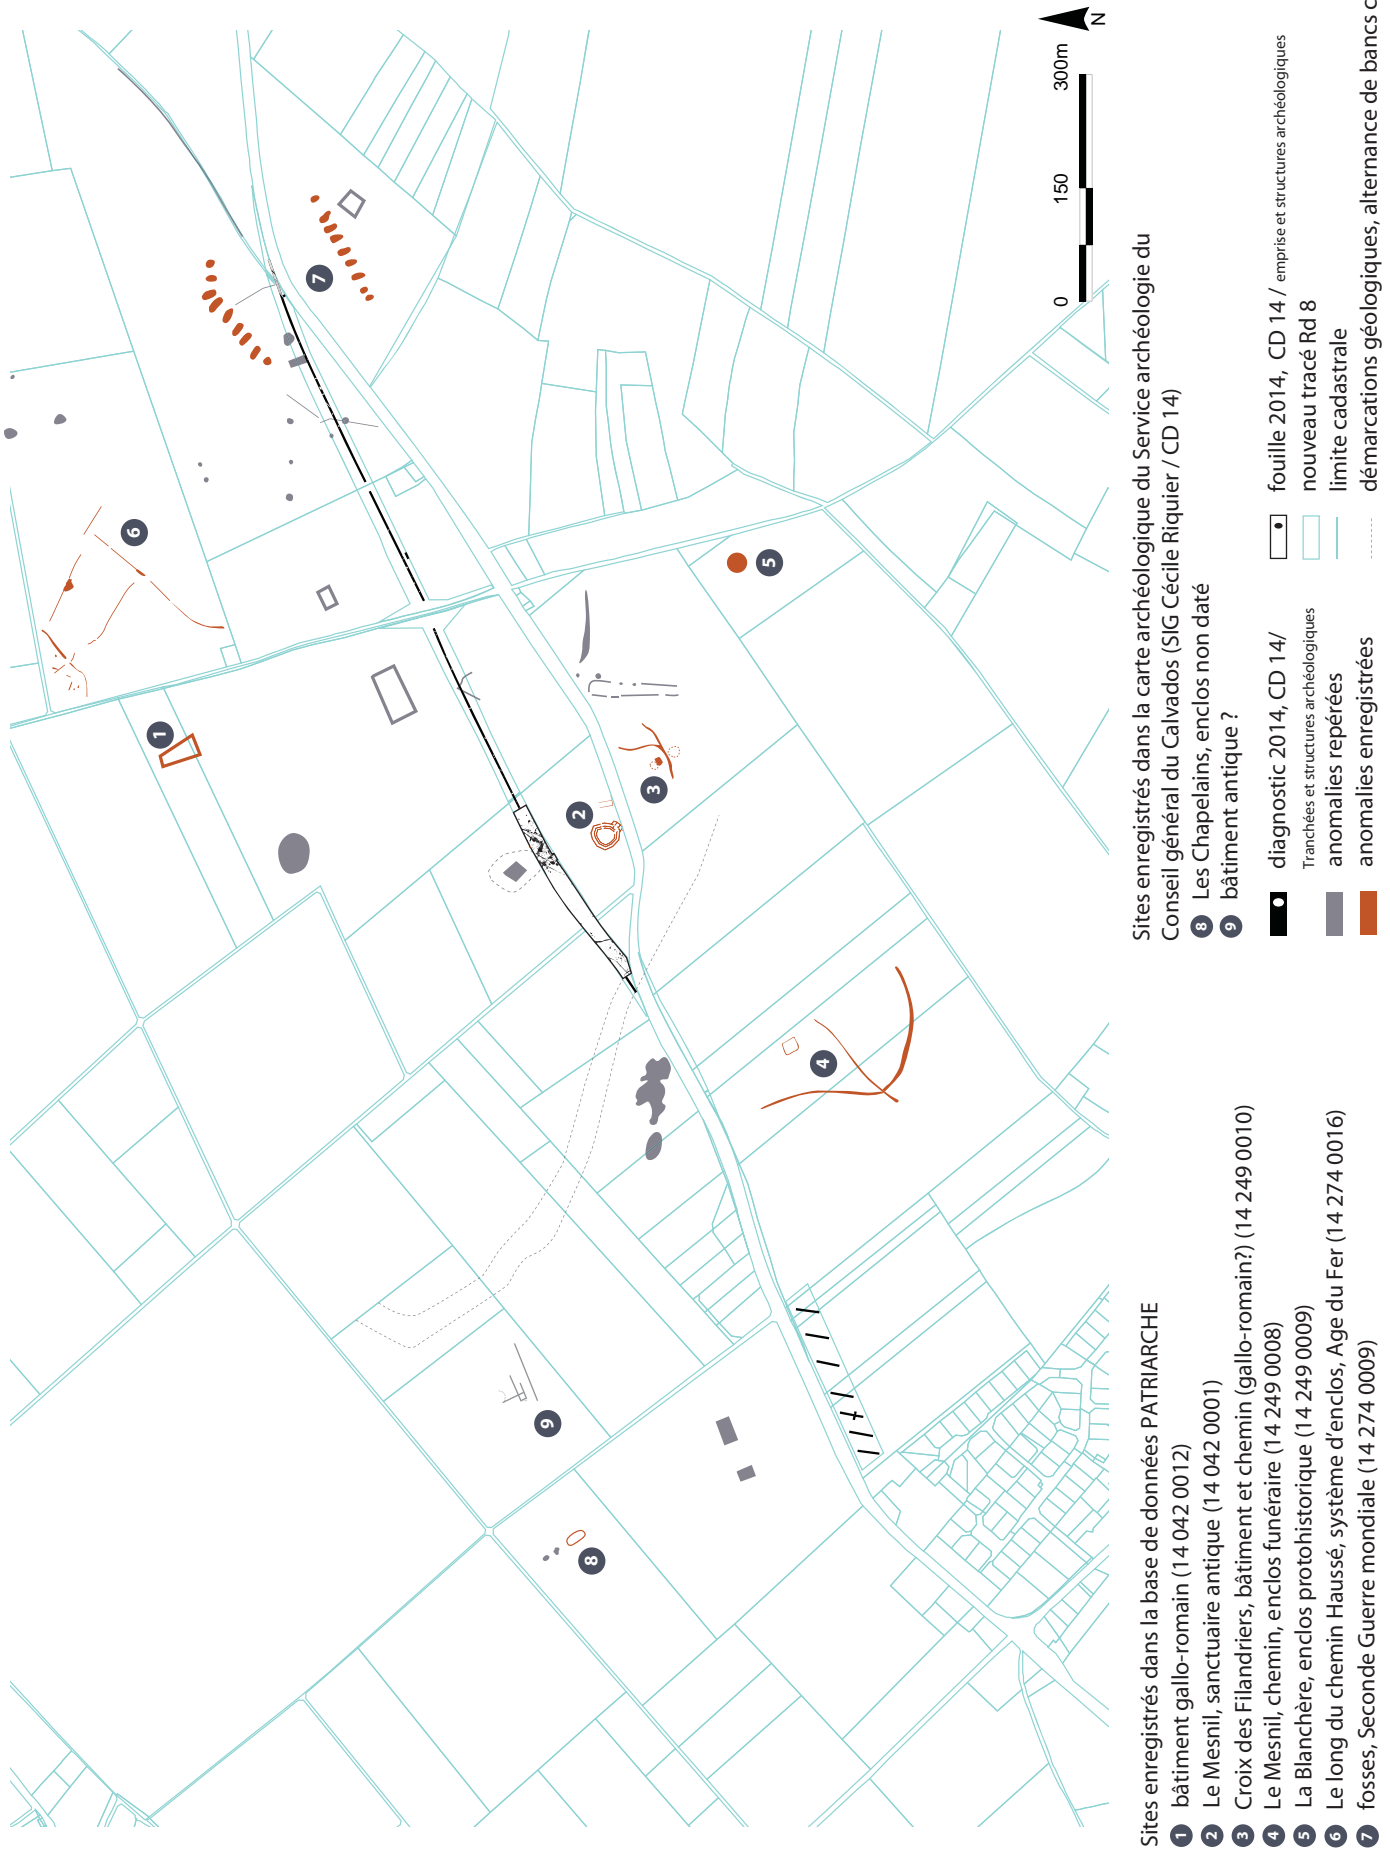 1
2
3
4
5
6
7
8
9
0
150
300m
N
Sites enregistrés dans la base de données PATRIARCHE
1 bâtiment gallo-romain (14 042 0012)
2 Le Mesnil, sanctuaire antique (14 042 0001)
3 Croix des Filandriers, bâtiment et chemin (gallo-romain?) (14 249 0010)
4 Le Mesnil, chemin, enclos funéraire (14 249 0008)
5 La Blanchère, enclos protohistorique (14 249 0009)
6 Le long du chemin Haussé, système d'enclos, Age du Fer (14 274 0016)
7 fosses, Seconde Guerre mondiale (14 274 0009)
Sites enregistrés dans la carte archéologique du Service archéologie du
Conseil général du Calvados (SIG Cécile Riquier / CD 14)
8 Les Chapelains, enclos non daté
9 bâtiment antique ?
diagnostic 2014, CD 14/
Tranchées et structures archéologiques
anomalies repérées
anomalies enregistrées
fouille 2014, CD 14 / emprise et structures archéologiques
nouveau tracé Rd 8
limite cadastrale
démarcations géologiques, alternance de bancs